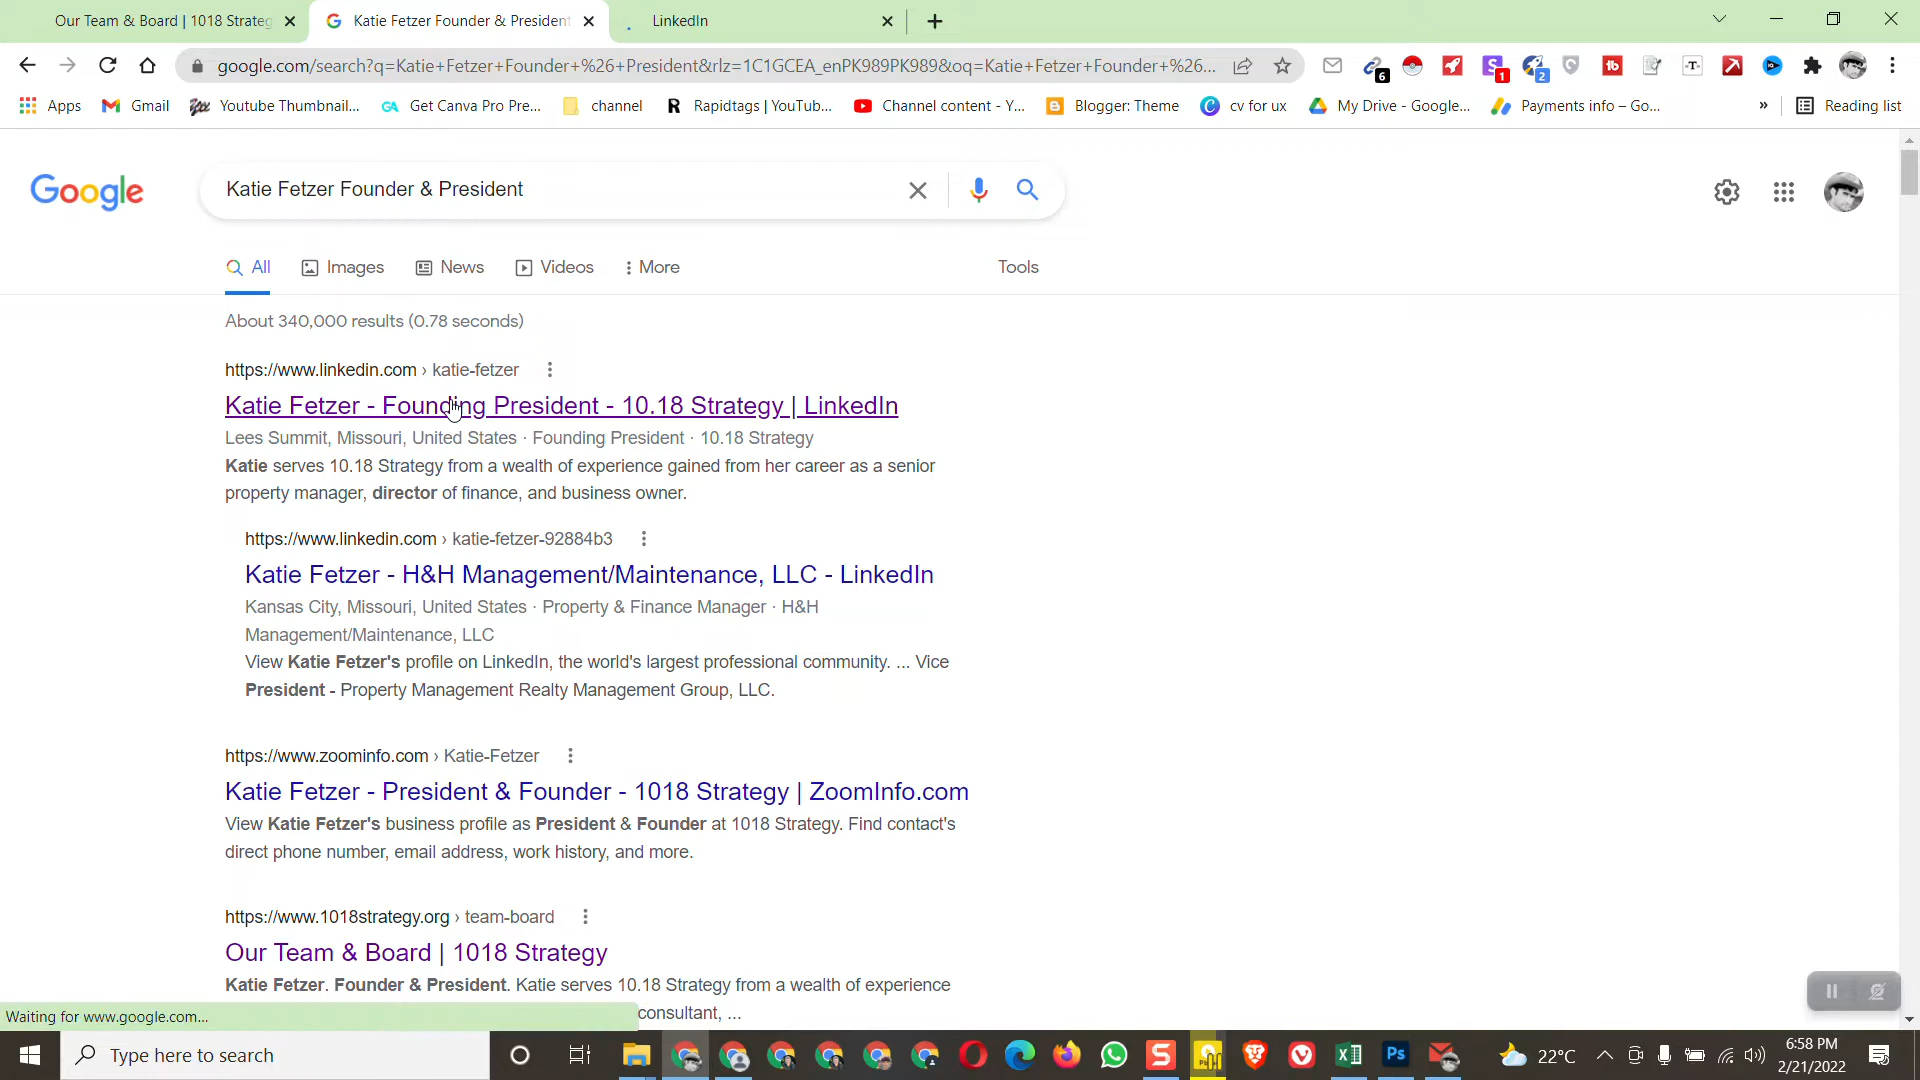 Our Team & Board | 1018 Strateg
Katie Fetzer Founder & President
LinkedIn
google.com/search?q=Katie+Fetzer+Founder+%26+President&rlz=1C1GCEA_enPK989PK989&oq=Katie+Fetzer+Founder+%26...
6
1
2
Apps
Gmail
Youtube Thumbnail...
Get Canva Pro Pre...
channel
Rapidtags | YouTub...
Channel content - Y...
Blogger: Theme
cv for ux
My Drive - Google...
Payments info – Go...
»
Reading list
Google
Katie Fetzer Founder & President
All
Images
News
Videos
More
Tools
About 340,000 results (0.78 seconds)
https://www.linkedin.com › katie-fetzer
Katie Fetzer - Founding President - 10.18 Strategy | LinkedIn
Lees Summit, Missouri, United States · Founding President · 10.18 Strategy
Katie serves 10.18 Strategy from a wealth of experience gained from her career as a senior
property manager, director of finance, and business owner.
https://www.linkedin.com › katie-fetzer-92884b3
Katie Fetzer - H&H Management/Maintenance, LLC - LinkedIn
Kansas City, Missouri, United States · Property & Finance Manager · H&H
Management/Maintenance, LLC
View Katie Fetzer's profile on LinkedIn, the world's largest professional community. ... Vice
President - Property Management Realty Management Group, LLC.
https://www.zoominfo.com › Katie-Fetzer
Katie Fetzer - President & Founder - 1018 Strategy | ZoomInfo.com
View Katie Fetzer's business profile as President & Founder at 1018 Strategy. Find contact's
direct phone number, email address, work history, and more.
https://www.1018strategy.org › team-board
Our Team & Board | 1018 Strategy
Katie Fetzer. Founder & President. Katie serves 10.18 Strategy from a wealth of experience
consultant, ...
Waiting for www.google.com...
Type here to search
22°C
6:58 PM
2/21/2022